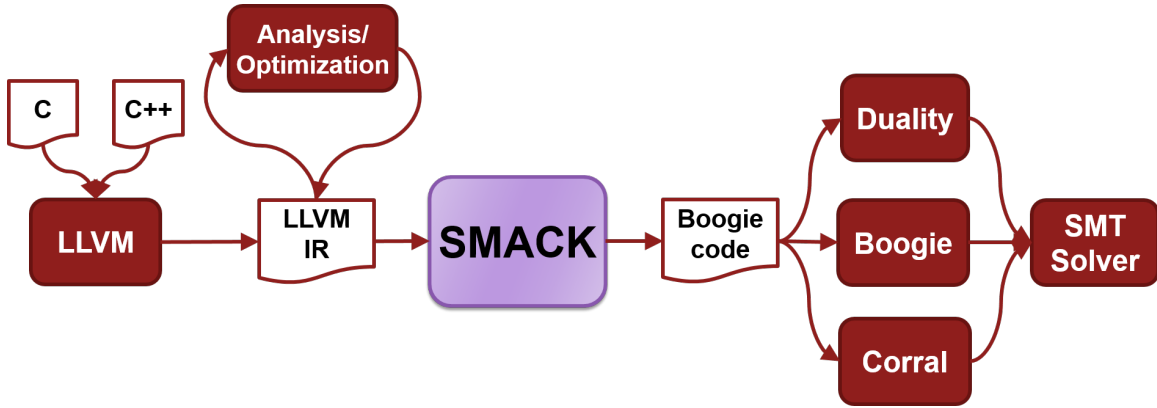 Analysis/
Optimization
C
C++
LLVM
LLVM
IR
SMACK
Boogie
code
Duality
Boogie
Corral
SMT
Solver